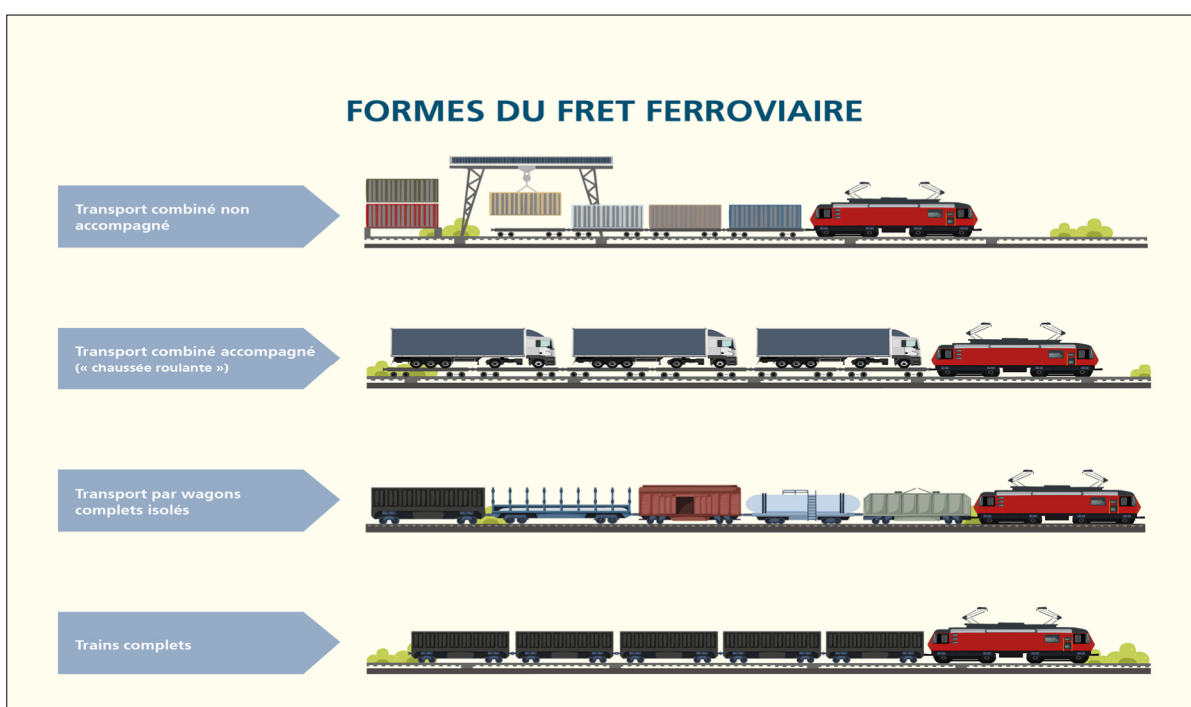 FORMES DU FRET FERROVIAIRE
Transport combiné non
accompagné
Transport combiné accompagné
(« chaussée roulante »)
Transport par wagons
complets isolés
Trains complets